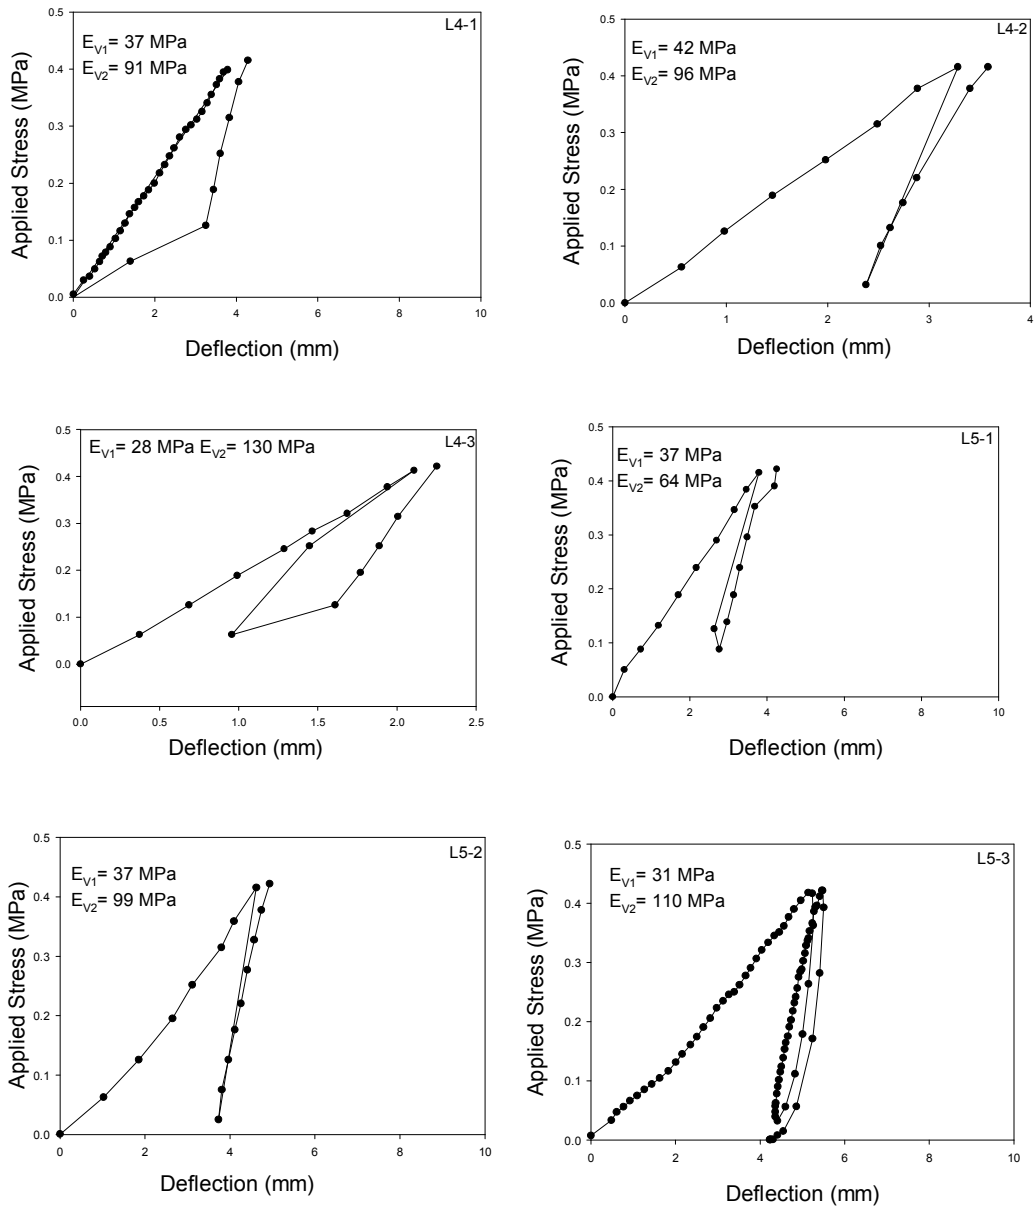 L4-1
E_V1= 37 MPa
E_V2= 91 MPa
Applied Stress (MPa)
0.5
0.4
0.3
0.2
0.1
0.0
0 2 4 6 8 10
Deflection (mm)
L4-2
E_V1= 42 MPa
E_V2= 96 MPa
Applied Stress (MPa)
0.5
0.4
0.3
0.2
0.1
0.0
0 1 2 3 4
Deflection (mm)
L4-3
E_V1= 28 MPa E_V2= 130 MPa
Applied Stress (MPa)
0.5
0.4
0.3
0.2
0.1
0.0
0.0 0.5 1.0 1.5 2.0 2.5
Deflection (mm)
L5-1
E_V1= 37 MPa
E_V2= 64 MPa
Applied Stress (MPa)
0.5
0.4
0.3
0.2
0.1
0.0
0 2 4 6 8 10
Deflection (mm)
L5-2
E_V1= 37 MPa
E_V2= 99 MPa
Applied Stress (MPa)
0.5
0.4
0.3
0.2
0.1
0.0
0 2 4 6 8 10
Deflection (mm)
L5-3
E_V1= 31 MPa
E_V2= 110 MPa
Applied Stress (MPa)
0.5
0.4
0.3
0.2
0.1
0.0
0 2 4 6 8 10
Deflection (mm)